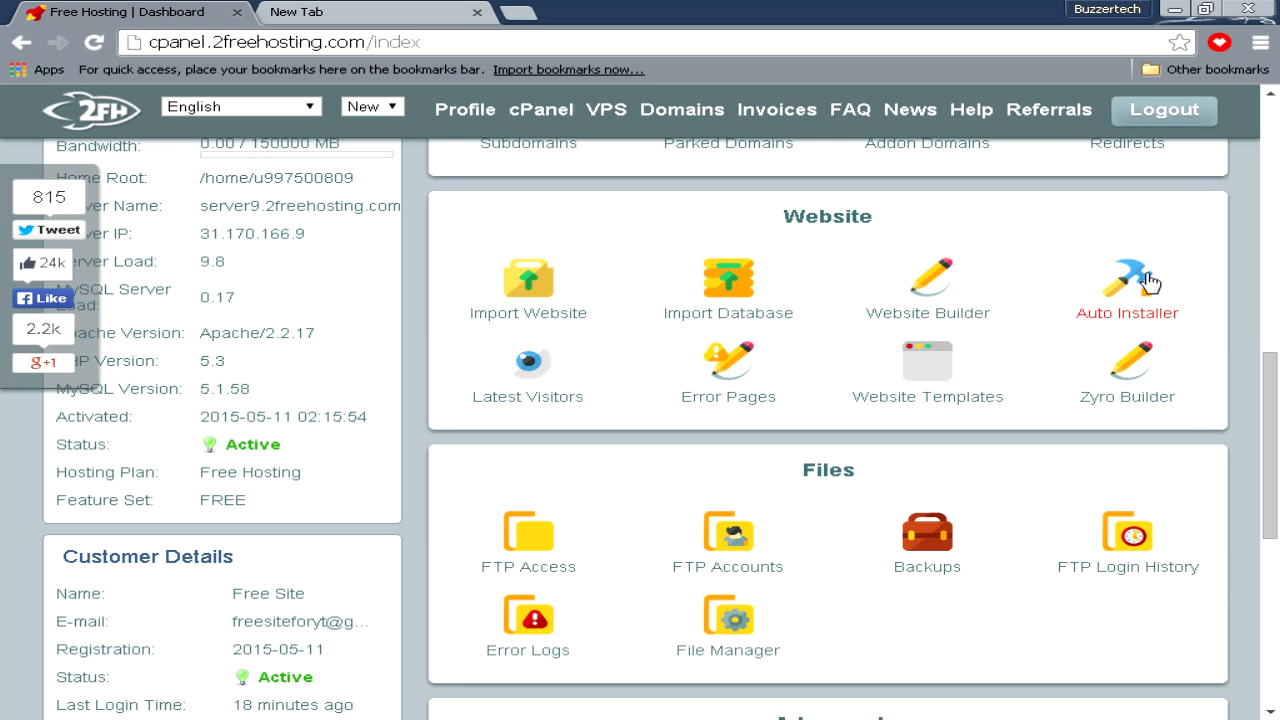 Free Hosting | Dashboard
New Tab
Buzzertech
cpanel.2freehosting.com/index
Apps For quick access, place your bookmarks here on the bookmarks bar. Import bookmarks now...
Other bookmarks
2FH
English
New
Profile cPanel VPS Domains Invoices FAQ News Help Referrals Logout
Bandwidth: 0.00 / 150000 MB
Home Root: /home/u997500809
Server Name: server9.2freehosting.com
Server IP: 31.170.166.9
Server Load: 9.8
MySQL Server
Load: 0.17
Apache Version: Apache/2.2.17
PHP Version: 5.3
MySQL Version: 5.1.58
Activated: 2015-05-11 02:15:54
Status: Active
Hosting Plan: Free Hosting
Feature Set: FREE
815
Tweet
24k
Like
2.2k
g+1
Customer Details
Name: Free Site
E-mail: freesiteforyt@g...
Registration: 2015-05-11
Status: Active
Last Login Time: 18 minutes ago
Subdomains Parked Domains Addon Domains Redirects
Website
Import Website Import Database Website Builder Auto Installer
Latest Visitors Error Pages Website Templates Zyro Builder
Files
FTP Access FTP Accounts Backups FTP Login History
Error Logs File Manager